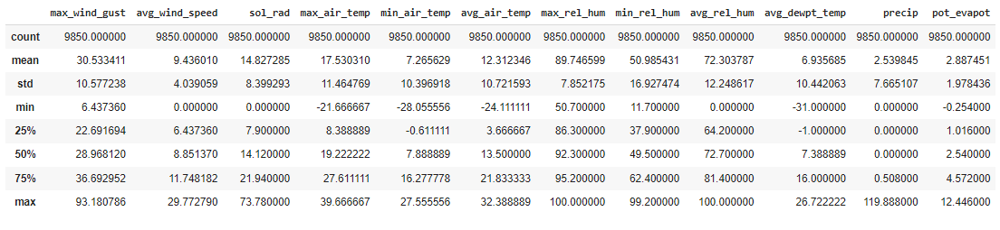 max_wind_gust avg_wind_speed sol_rad max_air_temp min_air_temp avg_air_temp max_rel_hum min_rel_hum avg_rel_hum avg_dewpt_temp precip pot_evapot
count 9850.000000 9850.000000 9850.000000 9850.000000 9850.000000 9850.000000 9850.000000 9850.000000 9850.000000 9850.000000 9850.000000 9850.000000
mean 30.533411 9.436010 14.827285 17.530310 7.265629 12.312346 89.746599 50.985431 72.303787 6.935685 2.539845 2.887451
std 10.577238 4.039059 8.399293 11.464769 10.396918 10.721593 7.852175 16.927474 12.248617 10.442063 7.665107 1.978436
min 6.437360 0.000000 0.000000 -21.666667 -28.055556 -24.111111 50.700000 11.700000 0.000000 -31.000000 0.000000 -0.254000
25% 22.691694 6.437360 7.900000 8.388889 -0.611111 3.666667 86.300000 37.900000 64.200000 -1.000000 0.000000 1.016000
50% 28.968120 8.851370 14.120000 19.222222 7.888889 13.500000 92.300000 49.500000 72.700000 7.388889 0.000000 2.540000
75% 36.692952 11.748182 21.940000 27.611111 16.277778 21.833333 95.200000 62.400000 81.400000 16.000000 0.508000 4.572000
max 93.180786 29.772790 73.780000 39.666667 27.555556 32.388889 100.000000 99.200000 100.000000 26.722222 119.888000 12.446000